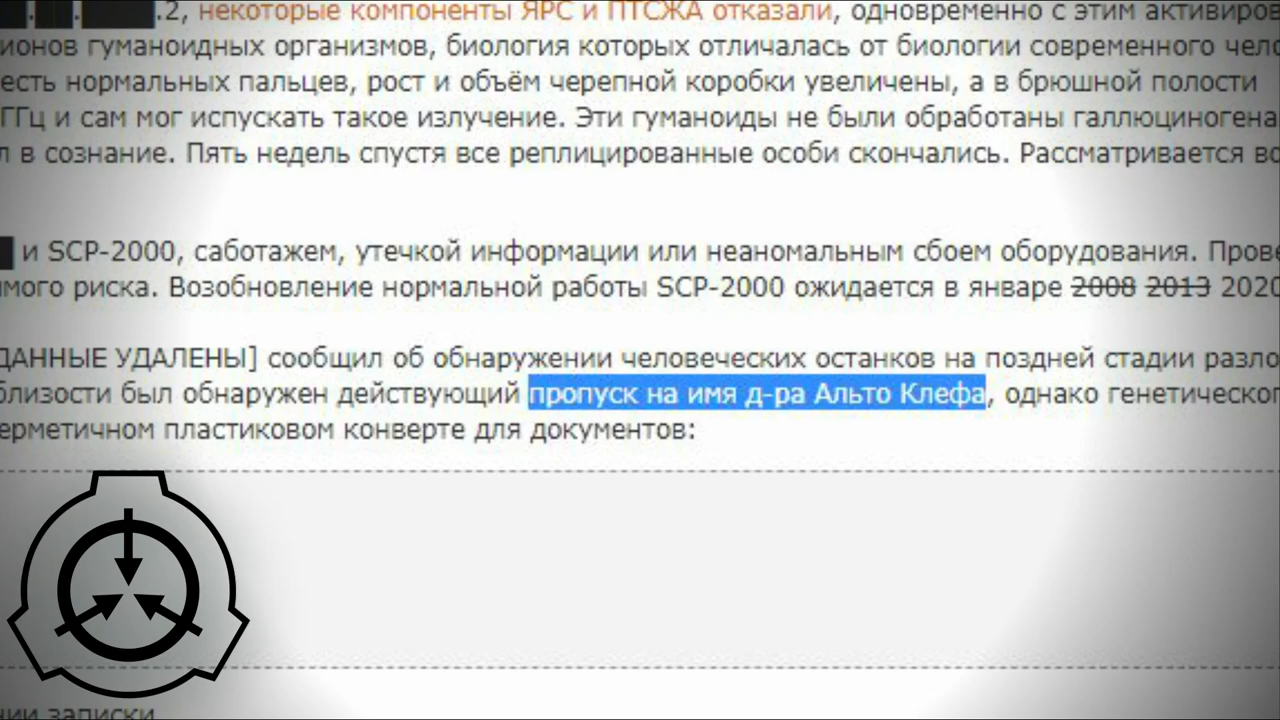 .2, некоторые компоненты ЯРС и ПТСЖА отказали, одновременно с этим активиров
ионов гуманоидных организмов, биология которых отличалась от биологии современного чело
есть нормальных пальцев, рост и объём черепной коробки увеличены, а в брюшной полости
ГГц и сам мог испускать такое излучение. Эти гуманоиды не были обработаны галлюциногена
л в сознание. Пять недель спустя все реплицированные особи скончались. Рассматривается во
и SCP-2000, саботажем, утечкой информации или неаномальным сбоем оборудования. Прове
имого риска. Возобновление нормальной работы SCP-2000 ожидается в январе 2008 2013 2020
ДАННЫЕ УДАЛЕНЫ] сообщил об обнаружении человеческих останков на поздней стадии разло
близости был обнаружен действующий пропуск на имя д-ра Альто Клефа, однако генетическог
ерметичном пластиковом конверте для документов:
нии записки